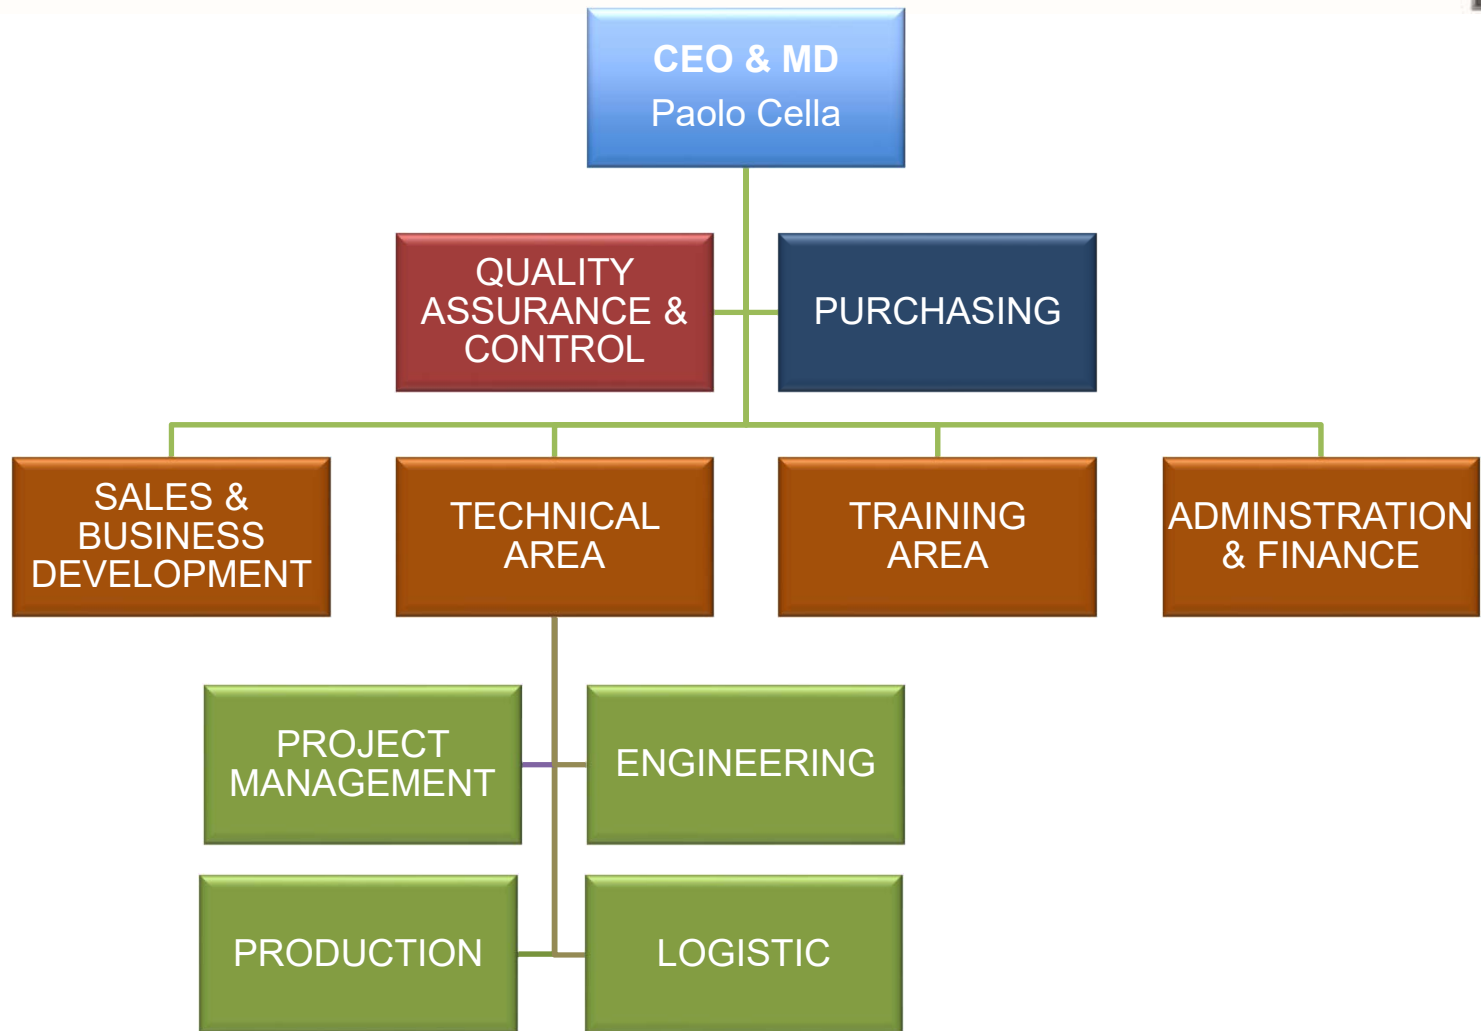 CEO & MD
Paolo Cella
QUALITY
ASSURANCE &
CONTROL
PURCHASING
SALES &
BUSINESS
DEVELOPMENT
TECHNICAL
AREA
TRAINING
AREA
ADMINSTRATION
& FINANCE
PROJECT
MANAGEMENT
ENGINEERING
PRODUCTION
LOGISTIC